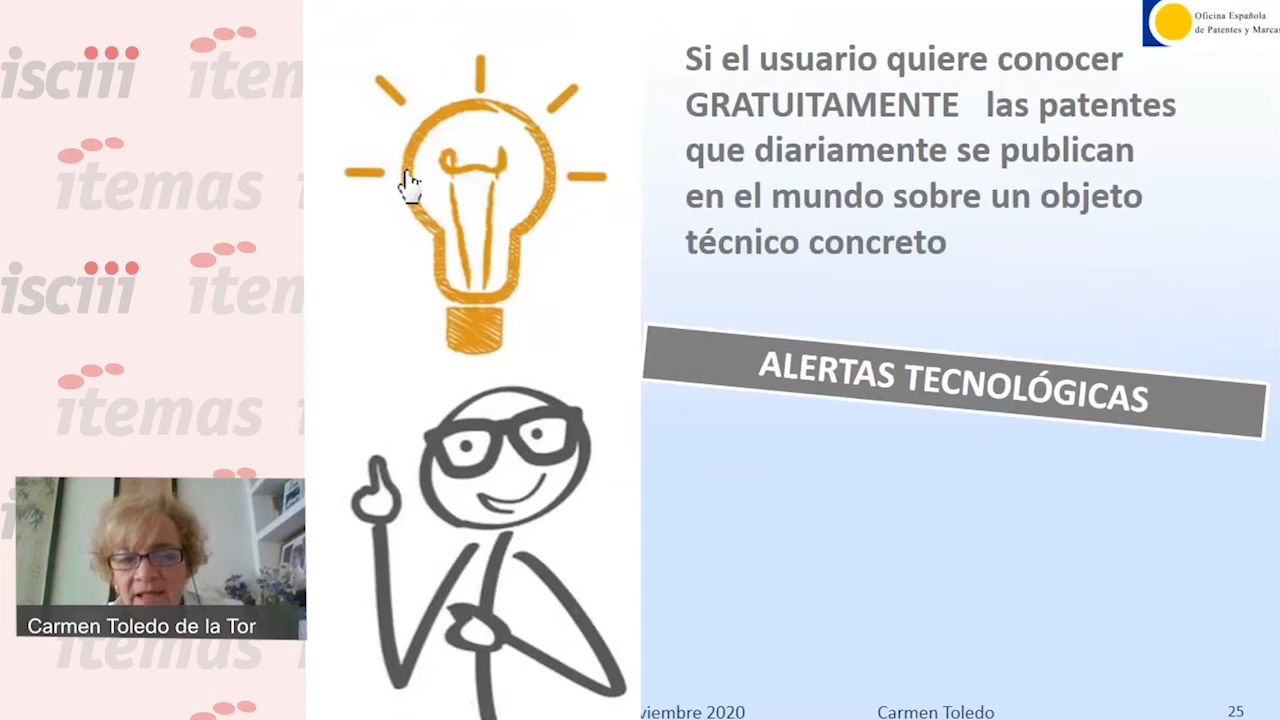 isciii
itemas
itemas
isciii
itemas
itemas
Carmen Toledo de la Tor
Oficina Española
de Patentes y Marcas
Si el usuario quiere conocer
GRATUITAMENTE las patentes
que diariamente se publican
en el mundo sobre un objeto
técnico concreto
ALERTAS TECNOLÓGICAS
viembre 2020
Carmen Toledo
25